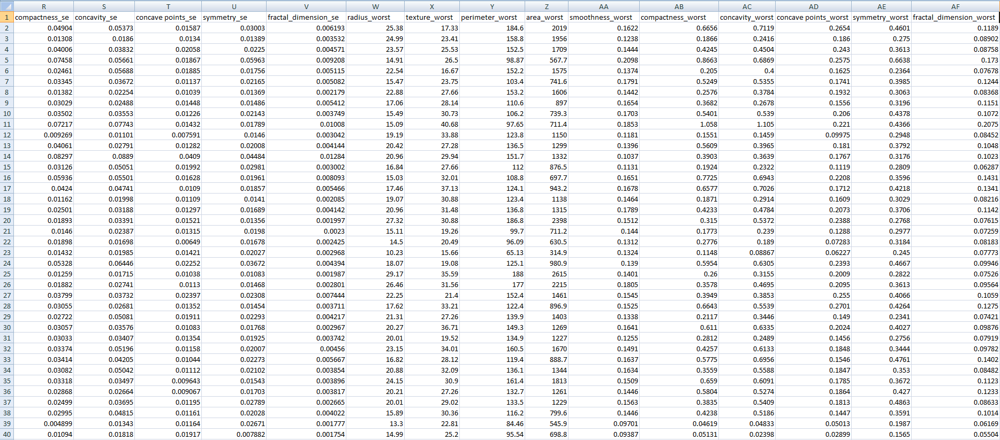 R S T U V W X Y Z AA AB AC AD AE AF
1 compactness_se concavity_se concave points_se symmetry_se fractal_dimension_se radius_worst texture_worst perimeter_worst area_worst smoothness_worst compactness_worst concavity_worst concave points_worst symmetry_worst fractal_dimension_worst
2 0.04904 0.05373 0.01587 0.03003 0.006193 25.38 17.33 184.6 2019 0.1622 0.6656 0.7119 0.2654 0.4601 0.1189
3 0.01308 0.0186 0.0134 0.01389 0.003532 24.99 23.41 158.8 1956 0.1238 0.1866 0.2416 0.186 0.275 0.08902
4 0.04006 0.03832 0.02058 0.0225 0.004571 23.57 25.53 152.5 1709 0.1444 0.4245 0.4504 0.243 0.3613 0.08758
5 0.07458 0.05661 0.01867 0.05963 0.009208 14.91 26.5 98.87 567.7 0.2098 0.8663 0.6869 0.2575 0.6638 0.173
6 0.02461 0.05688 0.01885 0.01756 0.005115 22.54 16.67 152.2 1575 0.1374 0.205 0.4 0.1625 0.2364 0.07678
7 0.03345 0.03672 0.01137 0.02165 0.005082 15.47 23.75 103.4 741.6 0.1791 0.5249 0.5355 0.1741 0.3985 0.1244
8 0.01382 0.02254 0.01039 0.01369 0.002179 22.88 27.66 153.2 1606 0.1442 0.2576 0.3784 0.1932 0.3063 0.08368
9 0.03029 0.02488 0.01448 0.01486 0.005412 17.06 28.14 110.6 897 0.1654 0.3682 0.2678 0.1556 0.3196 0.1151
10 0.03502 0.03553 0.01226 0.02143 0.003749 15.49 30.73 106.2 739.3 0.1703 0.5401 0.539 0.206 0.4378 0.1072
11 0.07217 0.07743 0.01432 0.01789 0.01008 15.09 40.68 97.65 711.4 0.1853 1.058 1.105 0.221 0.4366 0.2075
12 0.009269 0.01101 0.007591 0.0146 0.003042 19.19 33.88 123.8 1150 0.1181 0.1551 0.1459 0.09975 0.2948 0.08452
13 0.04061 0.02791 0.01282 0.02008 0.004144 20.42 27.28 136.5 1299 0.1396 0.5609 0.3965 0.181 0.3792 0.1048
14 0.08297 0.0889 0.0409 0.04484 0.01284 20.96 29.94 151.7 1332 0.1037 0.3903 0.3639 0.1767 0.3176 0.1023
15 0.03126 0.05051 0.01992 0.02981 0.003002 16.84 27.66 112 876.5 0.1131 0.1924 0.2322 0.1119 0.2809 0.06287
16 0.05936 0.05501 0.01628 0.01961 0.008093 15.03 32.01 108.8 697.7 0.1651 0.7725 0.6943 0.2208 0.3596 0.1431
17 0.0424 0.04741 0.0109 0.01857 0.005466 17.46 37.13 124.1 943.2 0.1678 0.6577 0.7026 0.1712 0.4218 0.1341
18 0.01162 0.01998 0.01109 0.0141 0.002085 19.07 30.88 123.4 1138 0.1464 0.1871 0.2914 0.1609 0.3029 0.08216
19 0.02501 0.03188 0.01297 0.01689 0.004142 20.96 31.48 136.8 1315 0.1789 0.4233 0.4784 0.2073 0.3706 0.1142
20 0.01893 0.03391 0.01521 0.01356 0.001997 27.32 30.88 186.8 2398 0.1512 0.315 0.5372 0.2388 0.2768 0.07615
21 0.0146 0.02387 0.01315 0.0198 0.0023 15.11 19.26 99.7 711.2 0.144 0.1773 0.239 0.1288 0.2977 0.07259
22 0.01898 0.01698 0.00649 0.01678 0.002425 14.5 20.49 96.09 630.5 0.1312 0.2776 0.189 0.07283 0.3184 0.08183
23 0.01432 0.01985 0.01421 0.02027 0.002968 10.23 15.66 65.13 314.9 0.1324 0.1148 0.08867 0.06227 0.245 0.07773
24 0.05328 0.06446 0.02252 0.03672 0.004394 18.07 19.08 125.1 980.9 0.139 0.5954 0.6305 0.2393 0.4667 0.09946
25 0.01259 0.01715 0.01038 0.01083 0.001987 29.17 35.59 188 2615 0.1401 0.26 0.3155 0.2009 0.2822 0.07526
26 0.01882 0.02741 0.0113 0.01468 0.002801 26.46 31.56 177 2215 0.1805 0.3578 0.4695 0.2095 0.3613 0.09564
27 0.03799 0.03732 0.02397 0.02308 0.007444 22.25 21.4 152.4 1461 0.1545 0.3949 0.3853 0.255 0.4066 0.1059
28 0.03055 0.02681 0.01352 0.01454 0.003711 17.62 33.21 122.4 896.9 0.1525 0.6643 0.5539 0.2701 0.4264 0.1275
29 0.02722 0.05081 0.01911 0.02293 0.004217 21.31 27.26 139.9 1403 0.1338 0.2117 0.3446 0.149 0.2341 0.07421
30 0.03057 0.03576 0.01083 0.01768 0.002967 20.27 36.71 149.3 1269 0.1641 0.611 0.6335 0.2024 0.4027 0.09876
31 0.03033 0.03407 0.01354 0.01925 0.003742 20.01 19.52 134.9 1227 0.1255 0.2812 0.2489 0.1456 0.2756 0.07919
32 0.03374 0.05196 0.01158 0.02007 0.00456 23.15 34.01 160.5 1670 0.1491 0.4257 0.6133 0.1848 0.3444 0.09782
33 0.03414 0.04205 0.01044 0.02273 0.005667 16.82 28.12 119.4 888.7 0.1637 0.5775 0.6956 0.1546 0.4761 0.1402
34 0.03082 0.05042 0.01112 0.02102 0.003854 20.88 32.09 136.1 1344 0.1634 0.3559 0.5588 0.1847 0.353 0.08482
35 0.03318 0.03497 0.009643 0.01543 0.003896 24.15 30.9 161.4 1813 0.1509 0.659 0.6091 0.1785 0.3672 0.1123
36 0.02868 0.02664 0.009067 0.01703 0.003817 20.21 27.26 132.7 1261 0.1446 0.5804 0.5274 0.1864 0.427 0.1233
37 0.02499 0.03695 0.01195 0.02789 0.002665 20.01 29.02 133.5 1229 0.1563 0.3835 0.5409 0.1813 0.4863 0.08633
38 0.02995 0.04815 0.01161 0.02028 0.004022 15.89 30.36 116.2 799.6 0.1446 0.4238 0.5186 0.1447 0.3591 0.1014
39 0.004899 0.01343 0.01164 0.02671 0.001777 13.3 22.81 84.46 545.9 0.09701 0.04619 0.04833 0.05013 0.1987 0.06169
40 0.01094 0.01818 0.01917 0.007882 0.001754 14.99 25.2 95.54 698.8 0.09387 0.05131 0.02398 0.02899 0.1565 0.05504